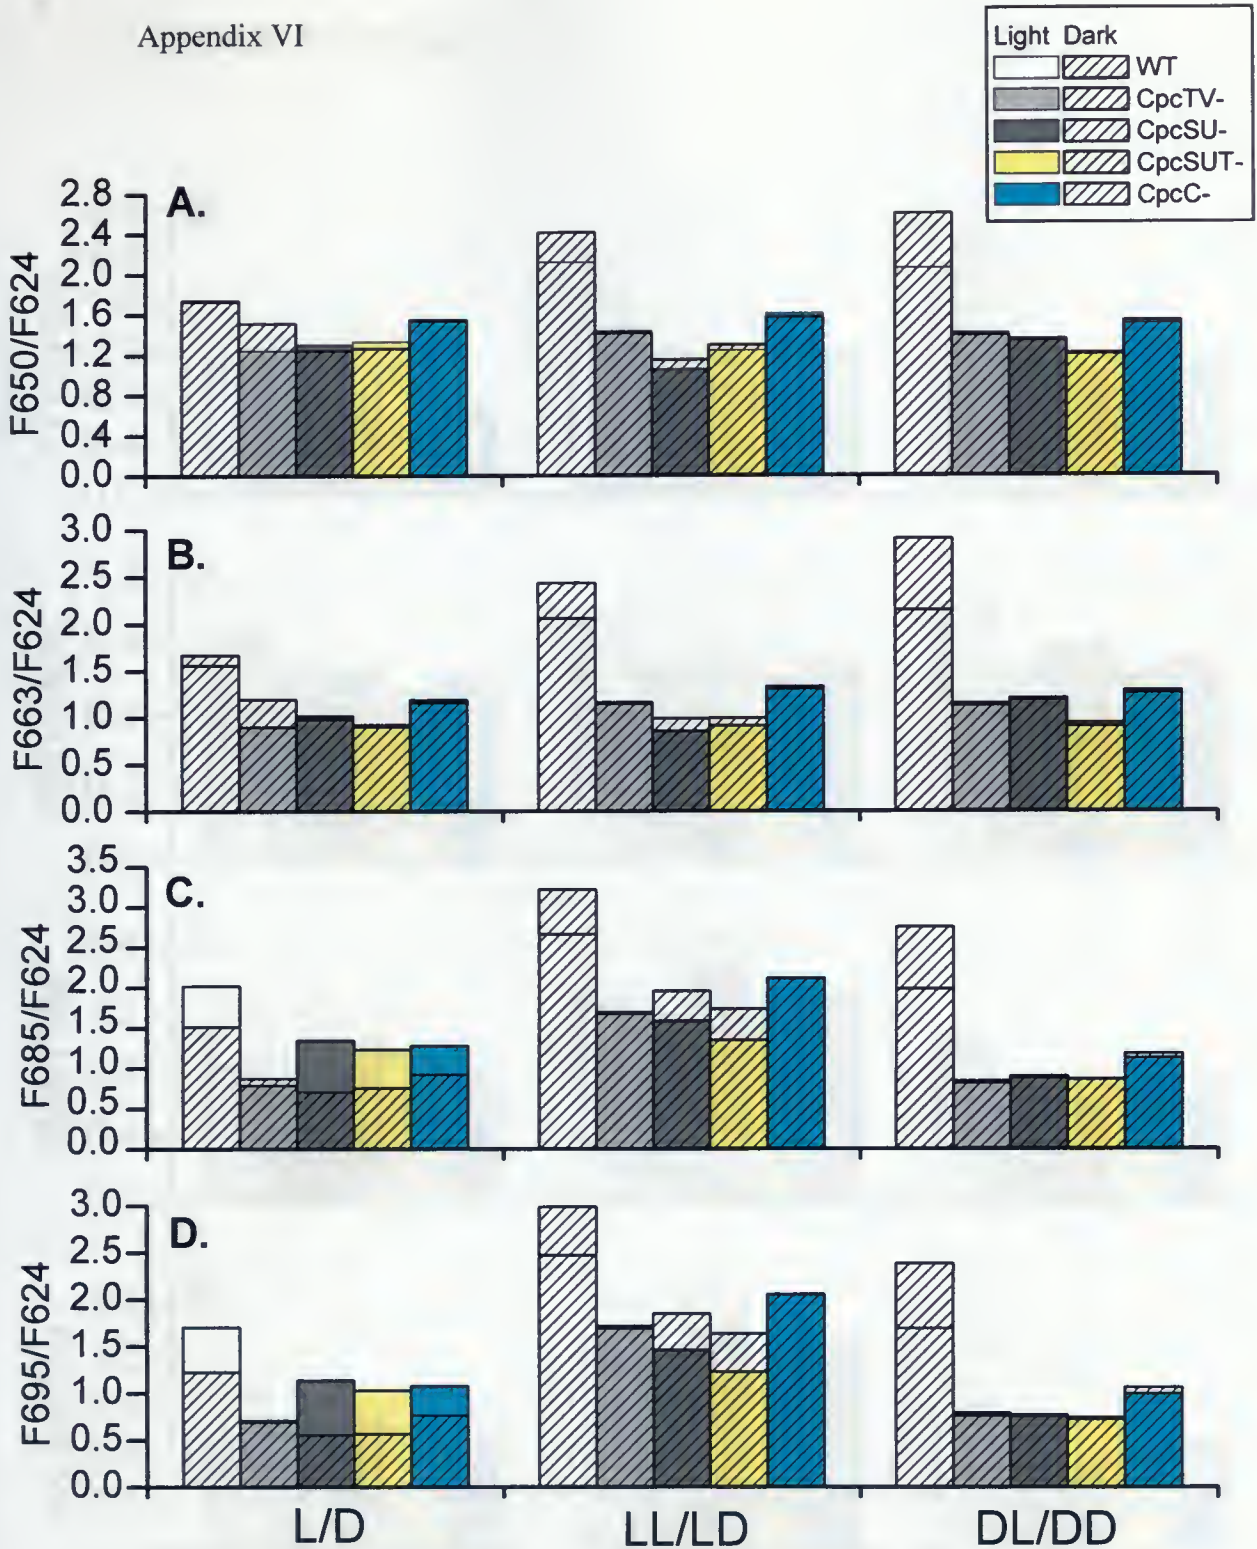 Appendix VI
Light Dark
WT
CpcTV-
CpcSU-
CpcSUT-
CpcC-
A.
F650/F624
2.8
2.4
2.0
1.6
1.2
0.8
0.4
0.0
B.
F663/F624
3.0
2.5
2.0
1.5
1.0
0.5
0.0
C.
F685/F624
3.5
3.0
2.5
2.0
1.5
1.0
0.5
0.0
D.
F695/F624
3.0
2.5
2.0
1.5
1.0
0.5
0.0
L/D
LL/LD
DL/DD